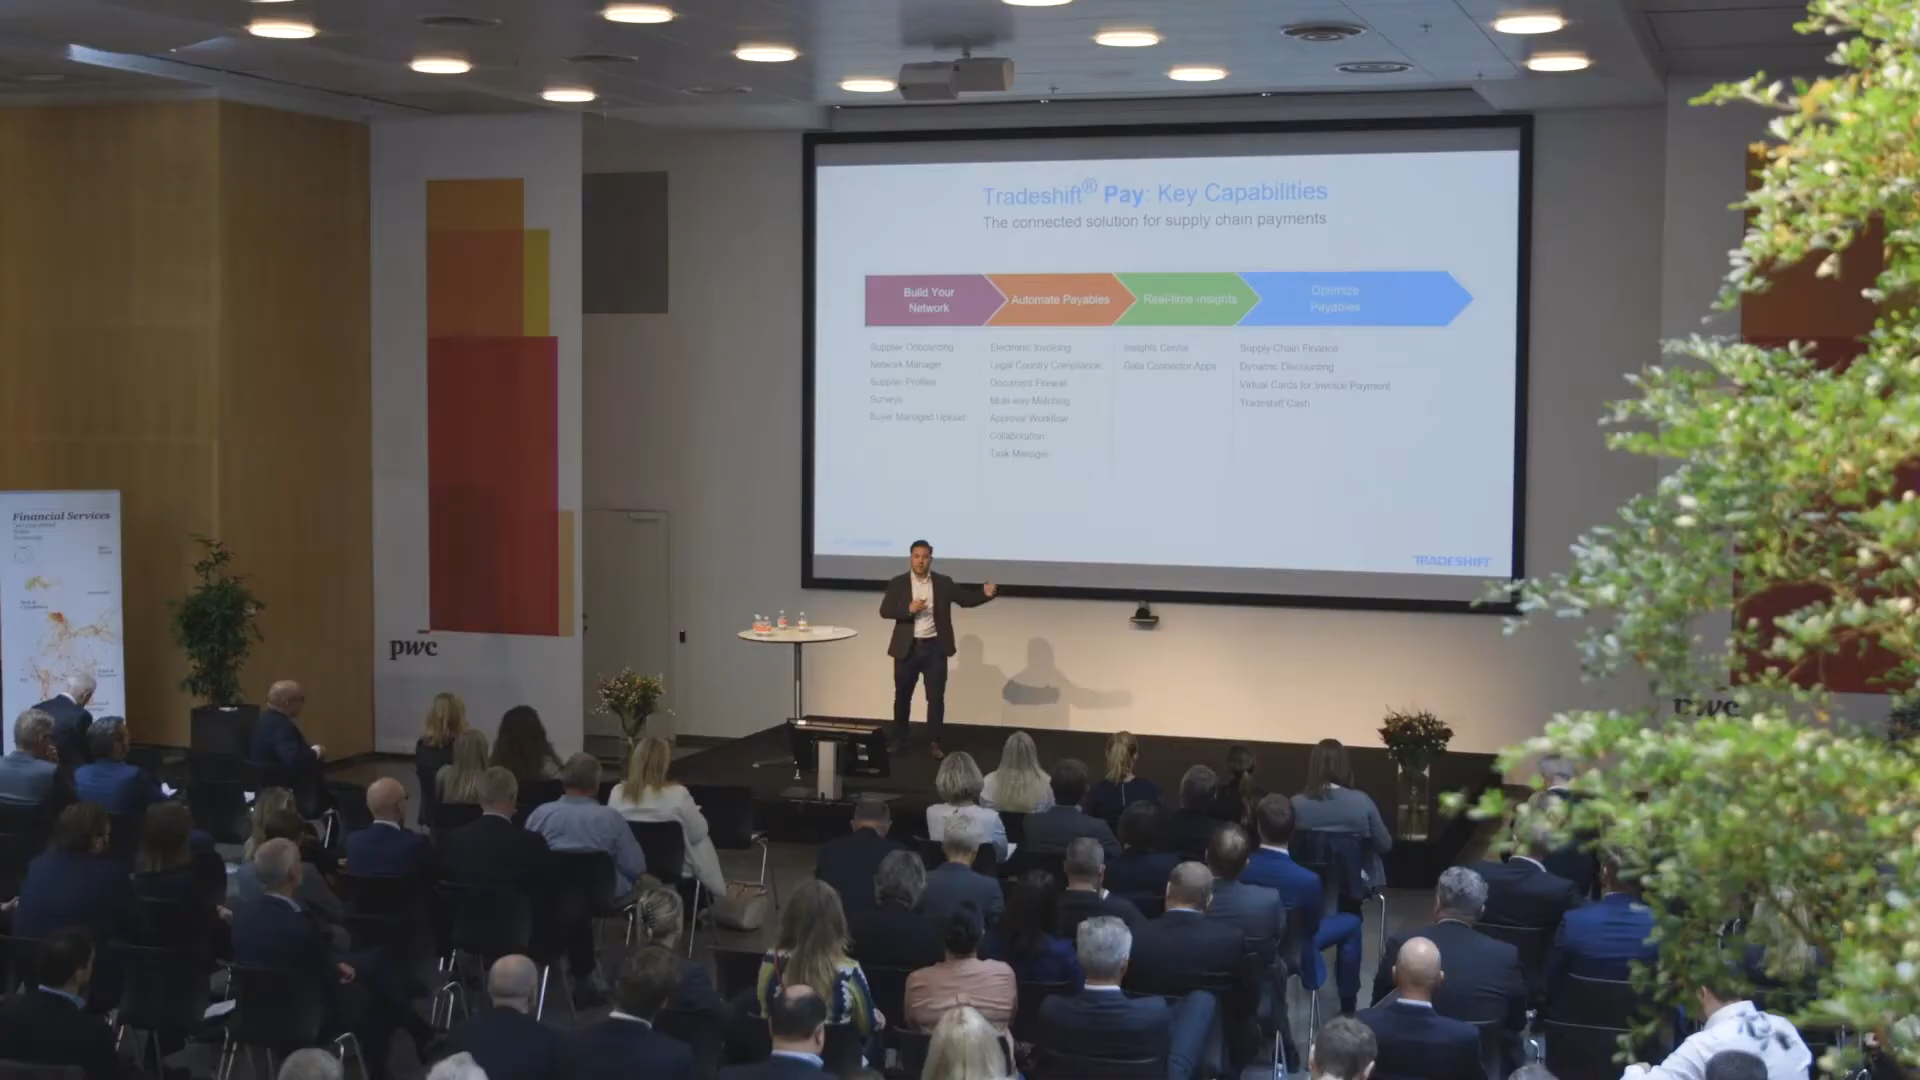 Tradeshift® Pay: Key Capabilities
The connected solution for supply chain payments
Build Your
Network
Automate Payables
Real-time insights
Optimize
Payables
Supplier Onboarding
Network Manager
Supplier Profiles
Surveys
Buyer Managed Upload
Electronic Invoicing
Legal Country Compliance
Document Firewall
Multi-way Matching
Approval Workflow
Collaboration
Task Manager
Insights Center
Data Connector Apps
Supply Chain Finance
Dynamic Discounting
Virtual Cards for Invoice Payment
Tradeshift Cash
TRADESHIFT
Financial Services
pwc
pwc